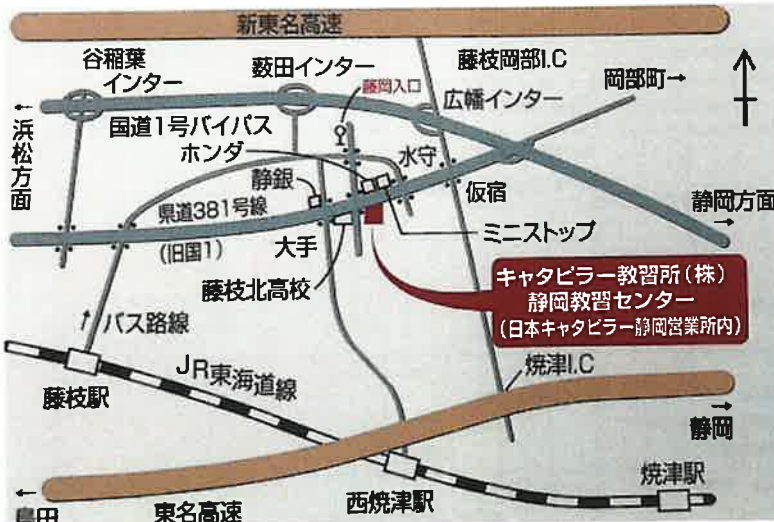 新東名高速
谷稲葉
インター
薮田インター
藤枝岡部I.C
岡部町→
藤岡入口
広幡インター
←浜松方面
国道1号バイパス
ホンダ
水守
静銀
仮宿
県道381号線
(旧国1)
大手
ミニストップ
静岡方面
→
藤枝北高校
キャタピラー教習所(株)
静岡教習センター
(日本キャタピラー静岡営業所内)
↑バス路線
JR東海道線
焼津I.C
藤枝駅
→
静岡
焼津駅
←
島田
東名高速
西焼津駅